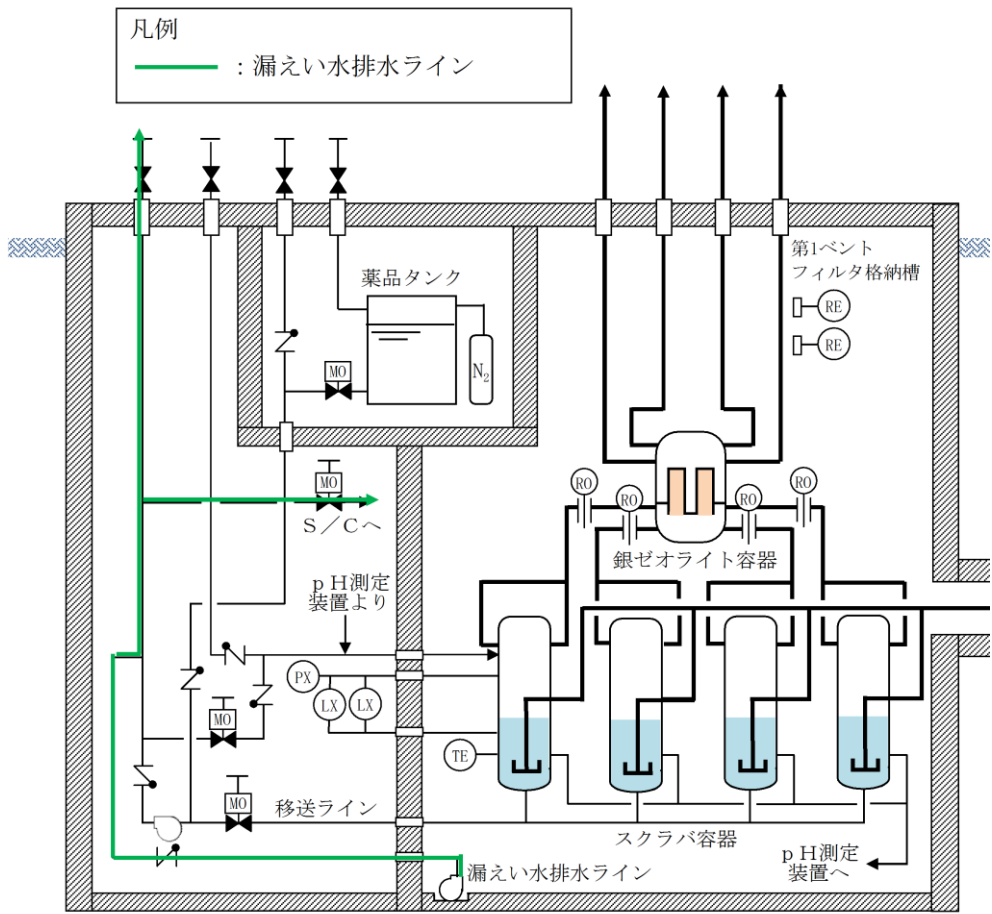 凡例
：漏えい水排水ライン
第1ベント
フィルタ格納槽
RE
RE
薬品タンク
MO
N₂
MO
S／Cへ
RO
RO
RO
RO
銀ゼオライト容器
ｐＨ測定
装置より
PX
LX
LX
MO
TE
MO
移送ライン
スクラバ容器
ｐＨ測定
装置へ
漏えい水排水ライン